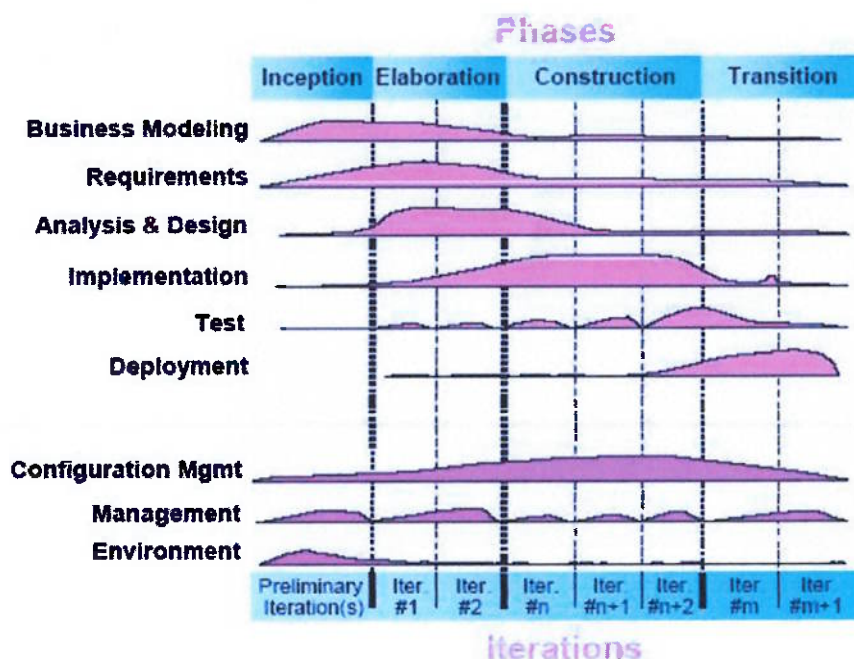 Phases
Inception Elaboration Construction Transition
Business Modeling
Requirements
Analysis & Design
Implementation
Test
Deployment
Configuration Mgmt
Management
Environment
Preliminary Iter. Iter. Iter. Iter. Iter. Iter Iter.
Iteration(s) #1 #2 #n #n+1 #n+2 #m #m+1
Iterations